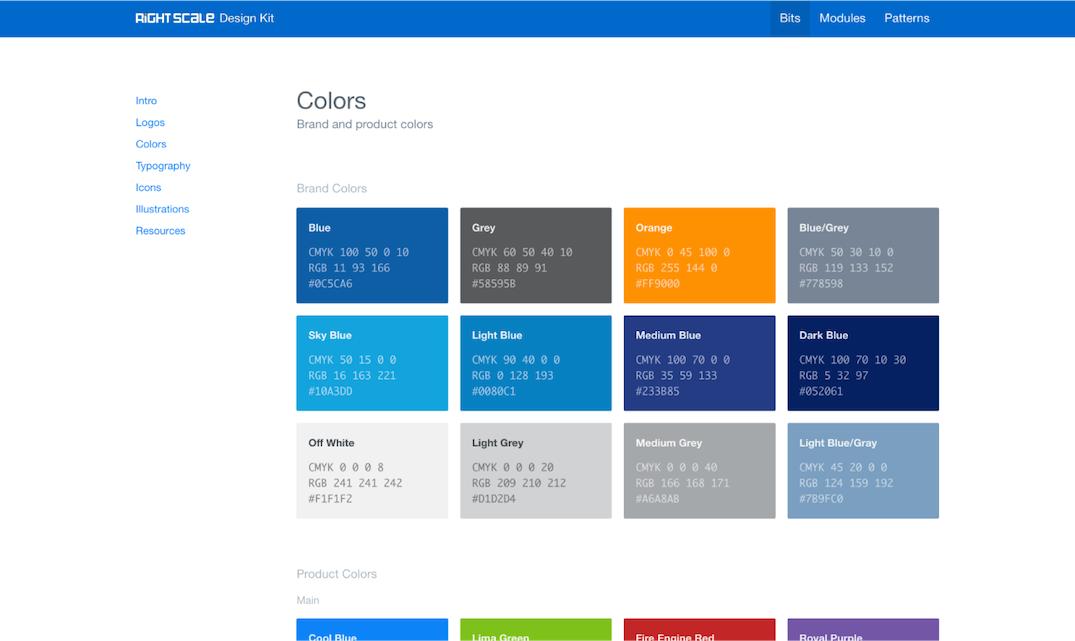 RIGHTSCALE Design Kit
Bits Modules Patterns
Intro
Logos
Colors
Typography
Icons
Illustrations
Resources
Colors
Brand and product colors
Brand Colors
Blue
CMYK 100 50 0 10
RGB 11 93 166
#0C5CA6
Grey
CMYK 60 50 40 10
RGB 88 89 91
#58595B
Orange
CMYK 0 45 100 0
RGB 255 144 0
#FF9000
Blue/Grey
CMYK 50 30 10 0
RGB 119 133 152
#778598
Sky Blue
CMYK 50 15 0 0
RGB 16 163 221
#10A3DD
Light Blue
CMYK 90 40 0 0
RGB 0 128 193
#0080C1
Medium Blue
CMYK 100 70 0 0
RGB 35 59 133
#233B85
Dark Blue
CMYK 100 70 10 30
RGB 5 32 97
#052061
Off White
CMYK 0 0 0 8
RGB 241 241 242
#F1F1F2
Light Grey
CMYK 0 0 0 20
RGB 209 210 212
#D1D2D4
Medium Grey
CMYK 0 0 0 40
RGB 166 168 171
#A6A8AB
Light Blue/Gray
CMYK 45 20 0 0
RGB 124 159 192
#7B9FC0
Product Colors
Main
Cool Blue
Lima Green
Fire Engine Red
Royal Purple